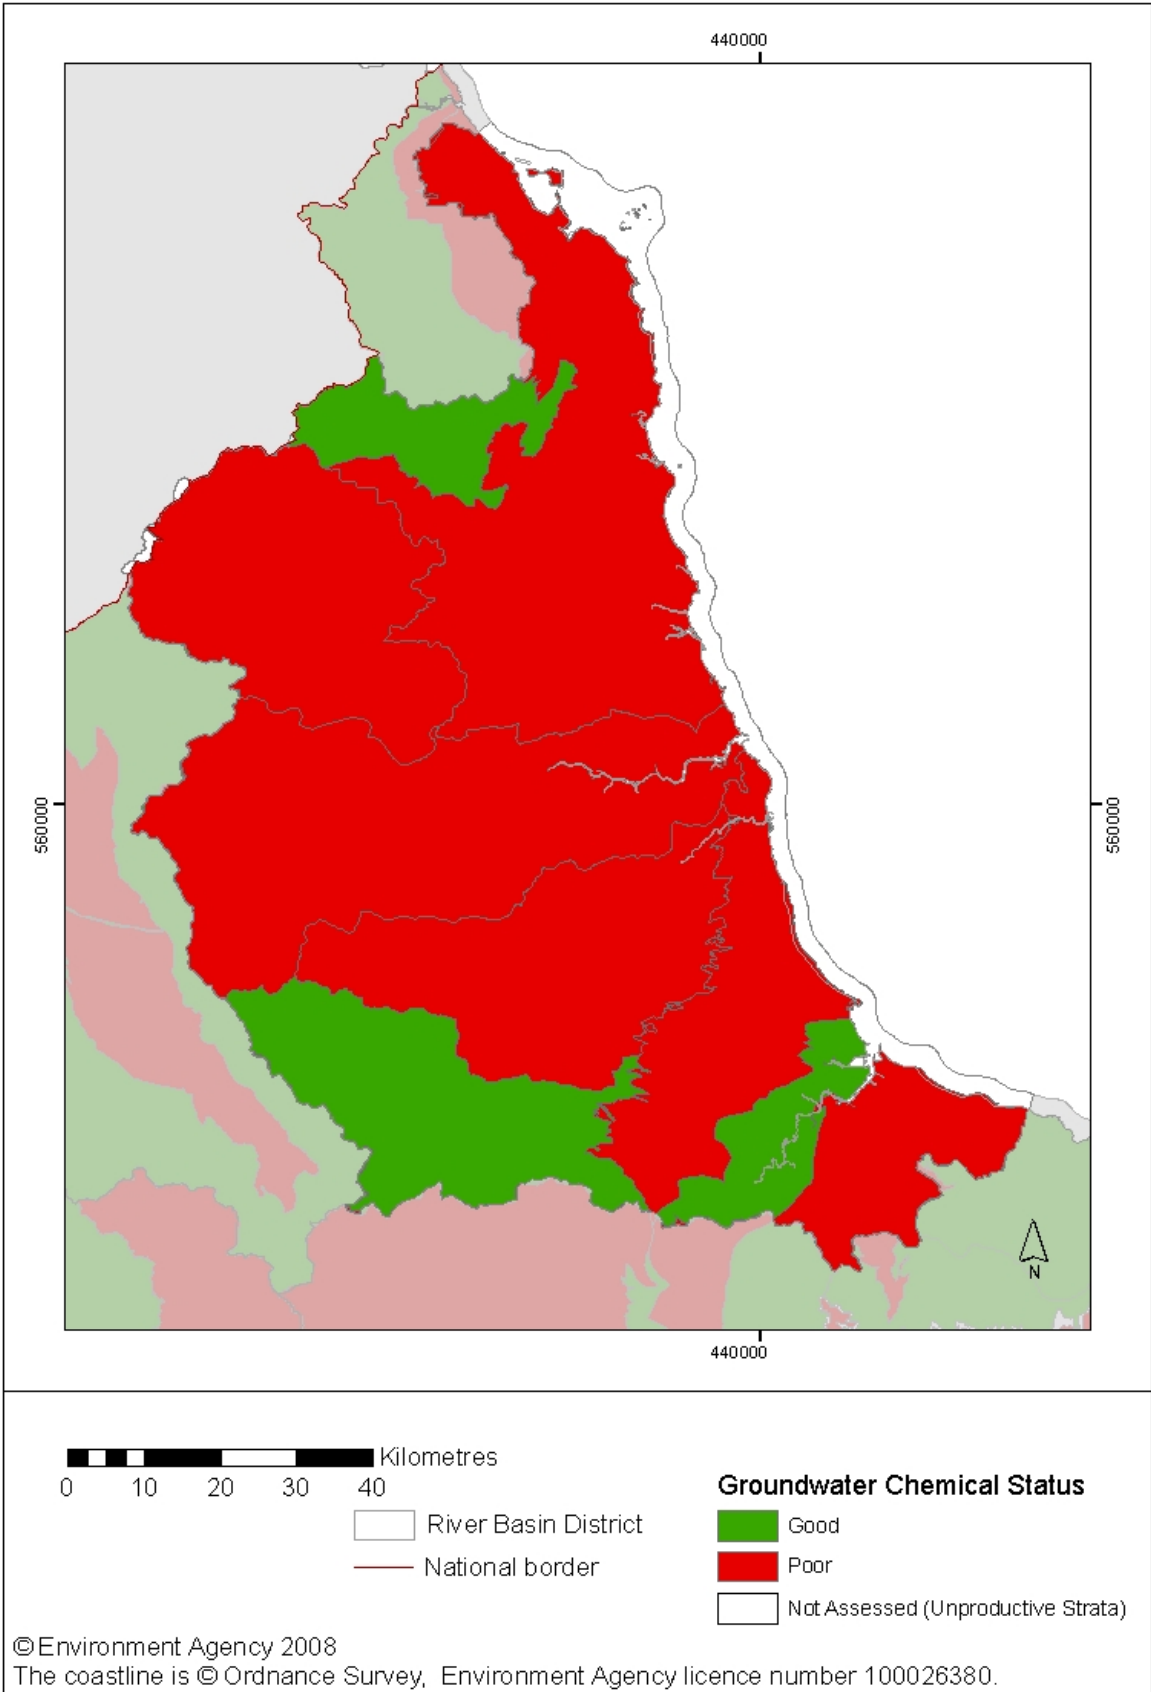 440000
560000
560000
N
440000
Kilometres
0 10 20 30 40
River Basin District
National border
Groundwater Chemical Status
Good
Poor
Not Assessed (Unproductive Strata)
© Environment Agency 2008
The coastline is © Ordnance Survey, Environment Agency licence number 100026380.